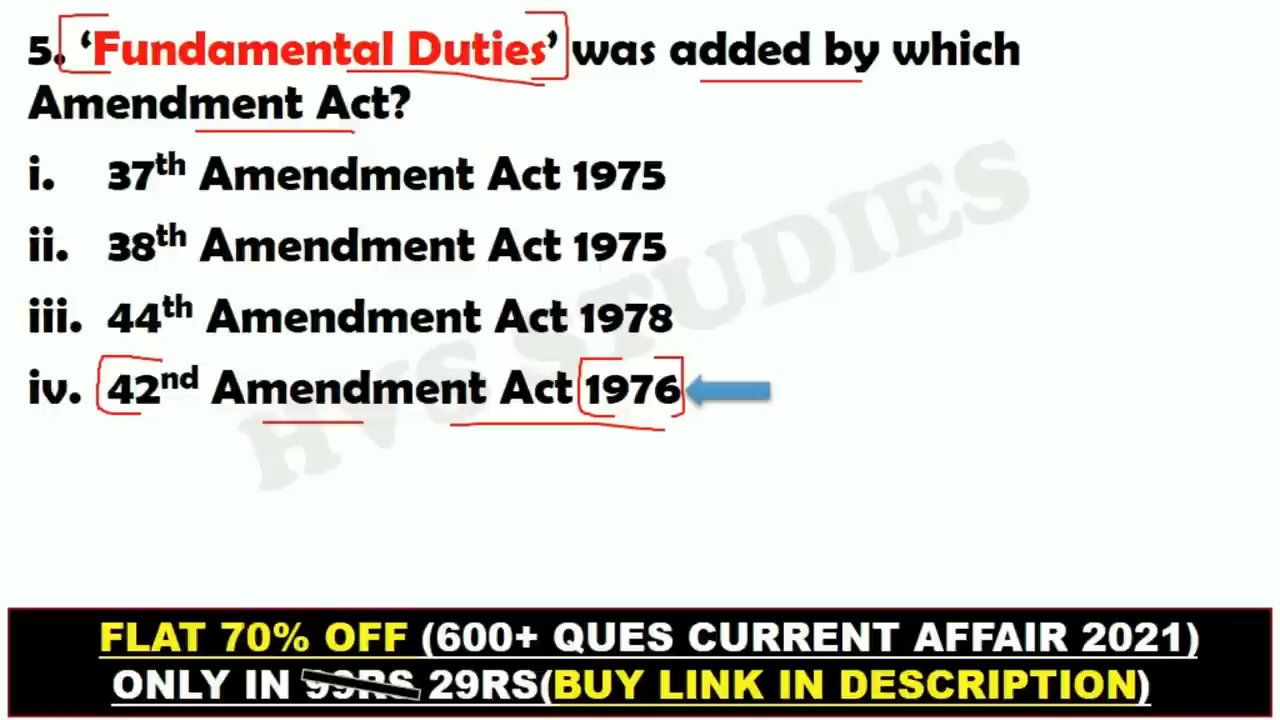 5. ‘Fundamental Duties’ was added by which
Amendment Act?
i. 37th Amendment Act 1975
ii. 38th Amendment Act 1975
iii. 44th Amendment Act 1978
iv. 42nd Amendment Act 1976
HVS STUDIES
FLAT 70% OFF (600+ QUES CURRENT AFFAIR 2021)
ONLY IN 99RS 29RS(BUY LINK IN DESCRIPTION)